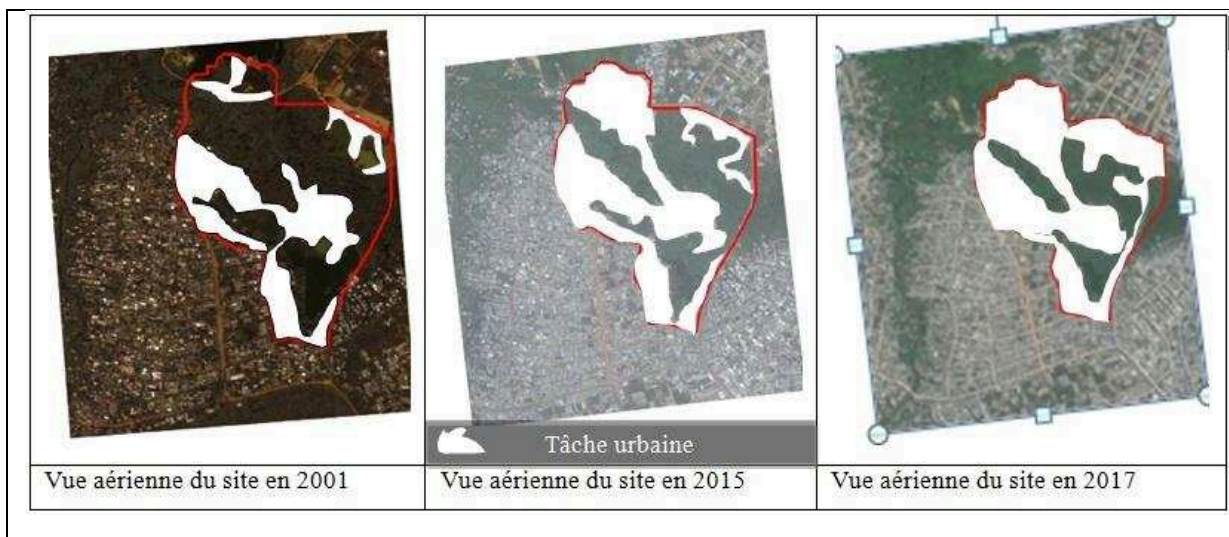 Tâche urbaine
Vue aérienne du site en 2001
Vue aérienne du site en 2015
Vue aérienne du site en 2017